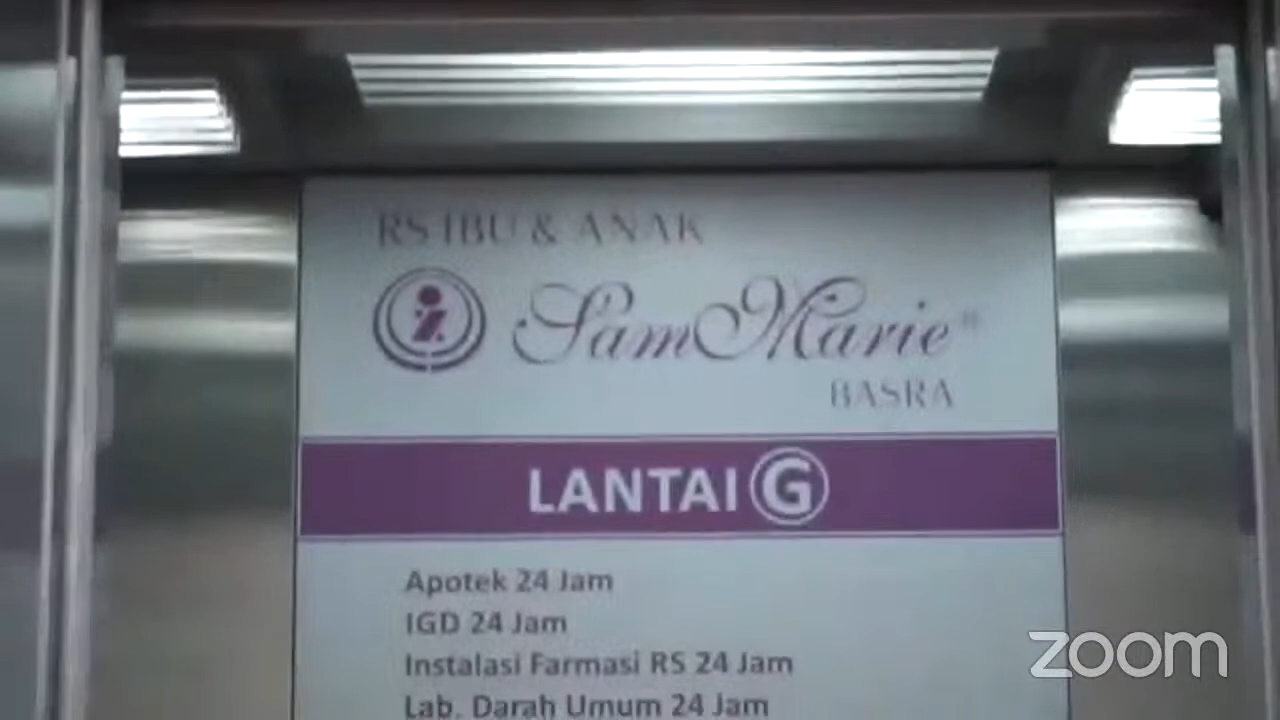 RS IBU & ANAK
SamMarie®
BASRA
LANTAI G
Apotek 24 Jam
IGD 24 Jam
Instalasi Farmasi RS 24 Jam
Lab. Darah Umum 24 Jam
zoom